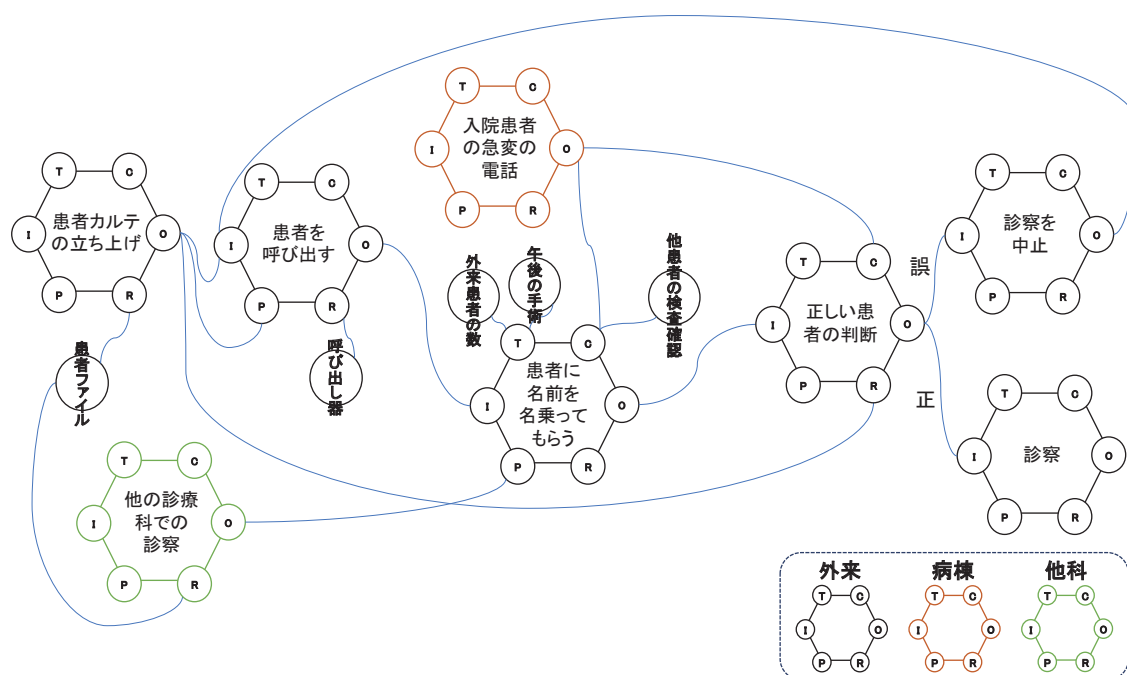 T
C
入院患者
の急変の
電話
I
O
P
R
T
C
患者カルテ
の立ち上げ
I
O
P
R
T
C
患者を
呼び出す
I
O
P
R
患者ファイル
呼び出し器
外来患者の数
午後の手術
他患者の検査確認
T
C
患者に
名前を
名乗って
もらう
I
O
P
R
T
C
正しい患
者の判断
I
O
P
R
誤
正
T
C
診察を
中止
I
O
P
R
T
C
診察
I
O
P
R
T
C
他の診療
科での
診察
I
O
P
R
外来
T
C
I
O
P
R
病棟
T
C
I
O
P
R
他科
T
C
I
O
P
R